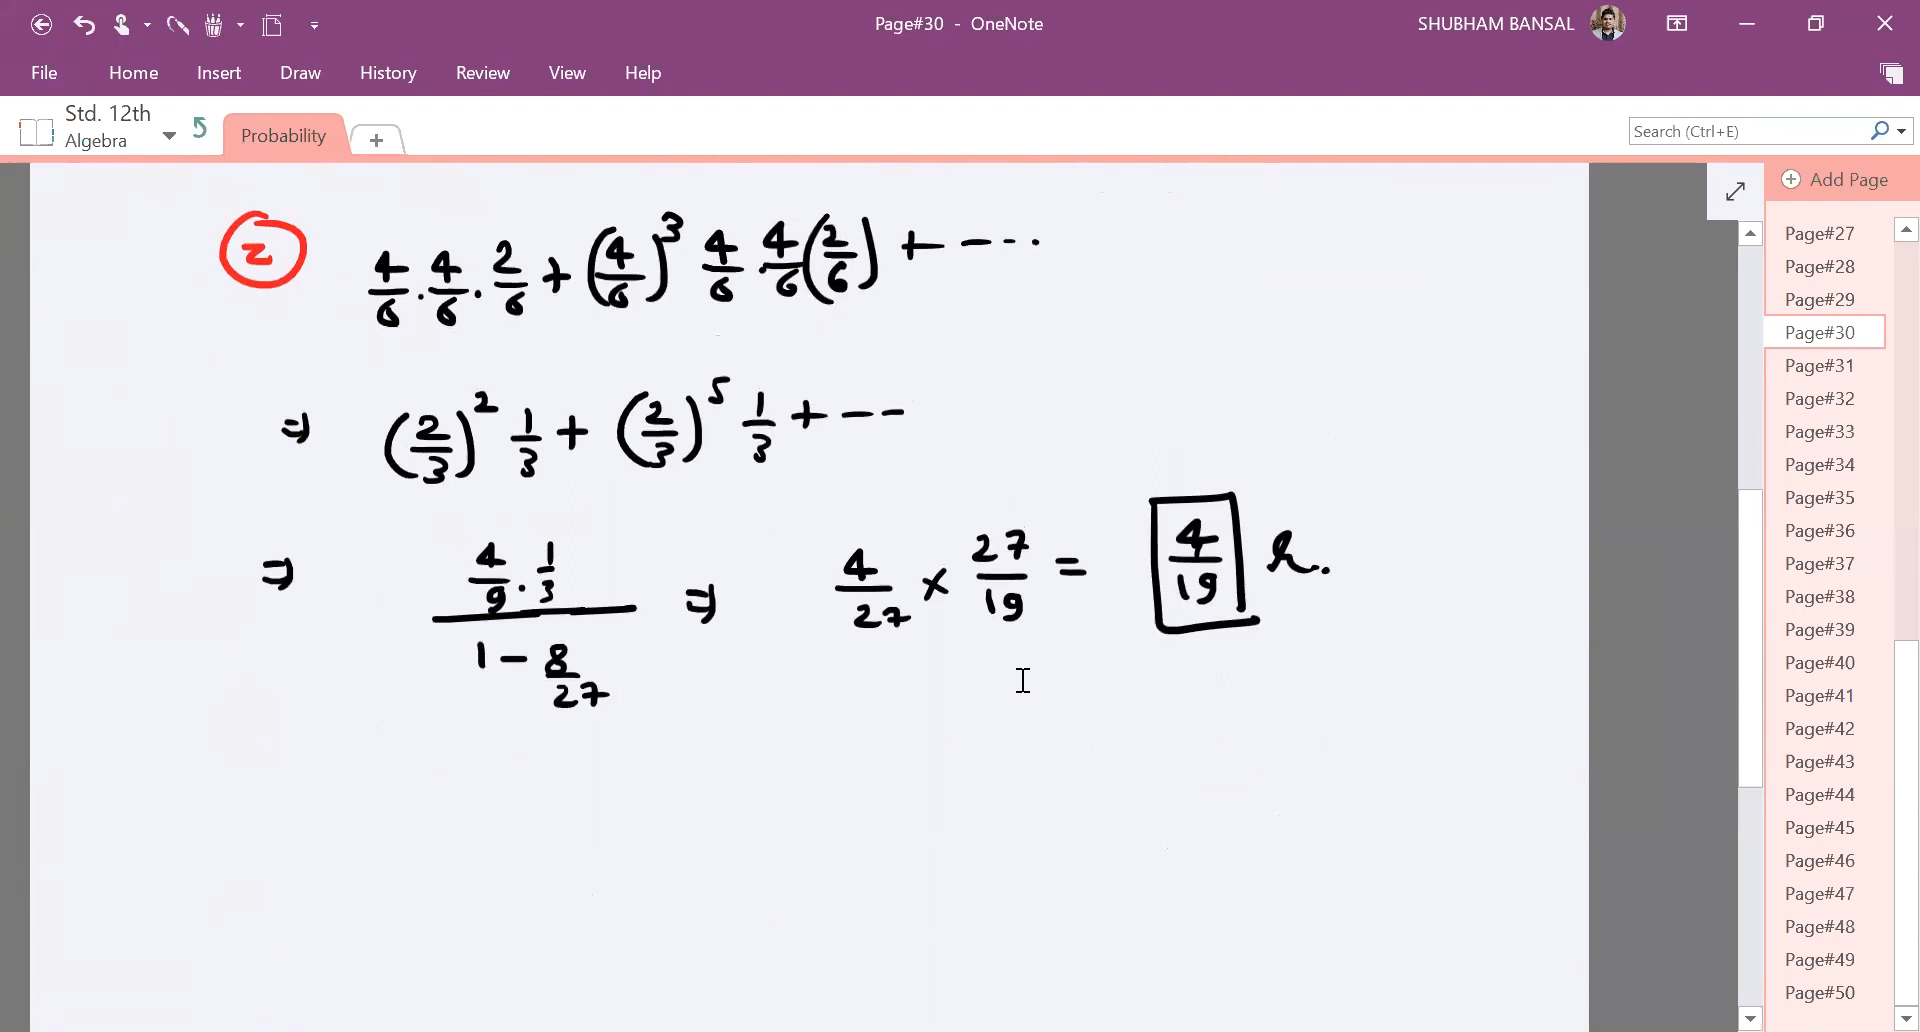 Page#30 - OneNote
SHUBHAM BANSAL
File Home Insert Draw History Review View Help
Std. 12th
Algebra
Probability
+
Search (Ctrl+E)
Add Page
Page#27
Page#28
Page#29
Page#30
Page#31
Page#32
Page#33
Page#34
Page#35
Page#36
Page#37
Page#38
Page#39
Page#40
Page#41
Page#42
Page#43
Page#44
Page#45
Page#46
Page#47
Page#48
Page#49
Page#50
z 4/6 . 4/6 . 2/6 + (4/6)^3 4/6 . 4/6 (2/6) + - - - -
=) (2/3)^2 1/3 + (2/3)^5 1/3 + - -
=) (4/9 . 1/3) / (1 - 8/27) =) 4/27 × 27/19 = 4/19